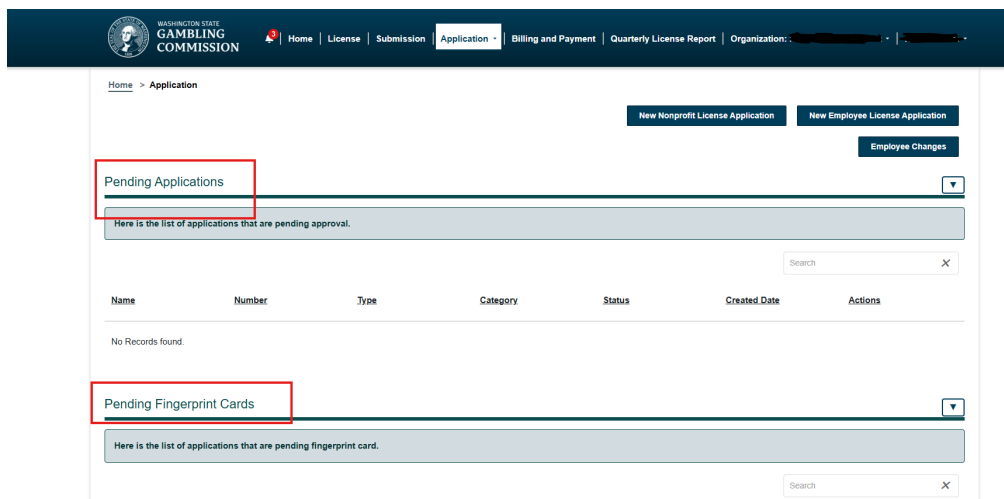 WASHINGTON STATE
GAMBLING
COMMISSION
3
Home | License | Submission | Application | Billing and Payment | Quarterly License Report | Organization:
Home > Application
New Nonprofit License Application
New Employee License Application
Employee Changes
Pending Applications
Here is the list of applications that are pending approval.
Search
Name Number Type Category Status Created Date Actions
No Records found.
Pending Fingerprint Cards
Here is the list of applications that are pending fingerprint card.
Search